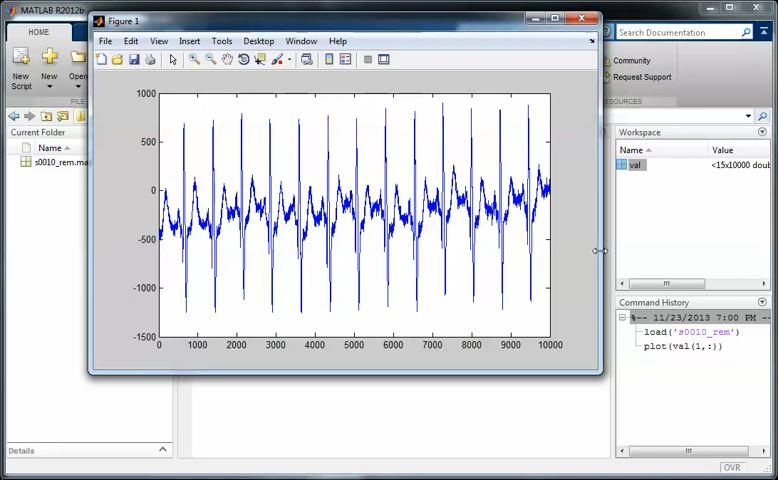 MATLAB R2012b
Figure 1
HOME
File Edit View Insert Tools Desktop Window Help
Search Documentation
New Script
New
Open
FILE
Community
Request Support
RESOURCES
Current Folder
Name
s0010_rem.ma
Details
1000
500
0
-500
-1000
-1500
0 1000 2000 3000 4000 5000 6000 7000 8000 9000 10000
Workspace
Name Value
val <15x10000 doub
Command History
%-- 11/23/2013 7:00 PM --
load('s0010_rem')
plot(val(1,:))
OVR